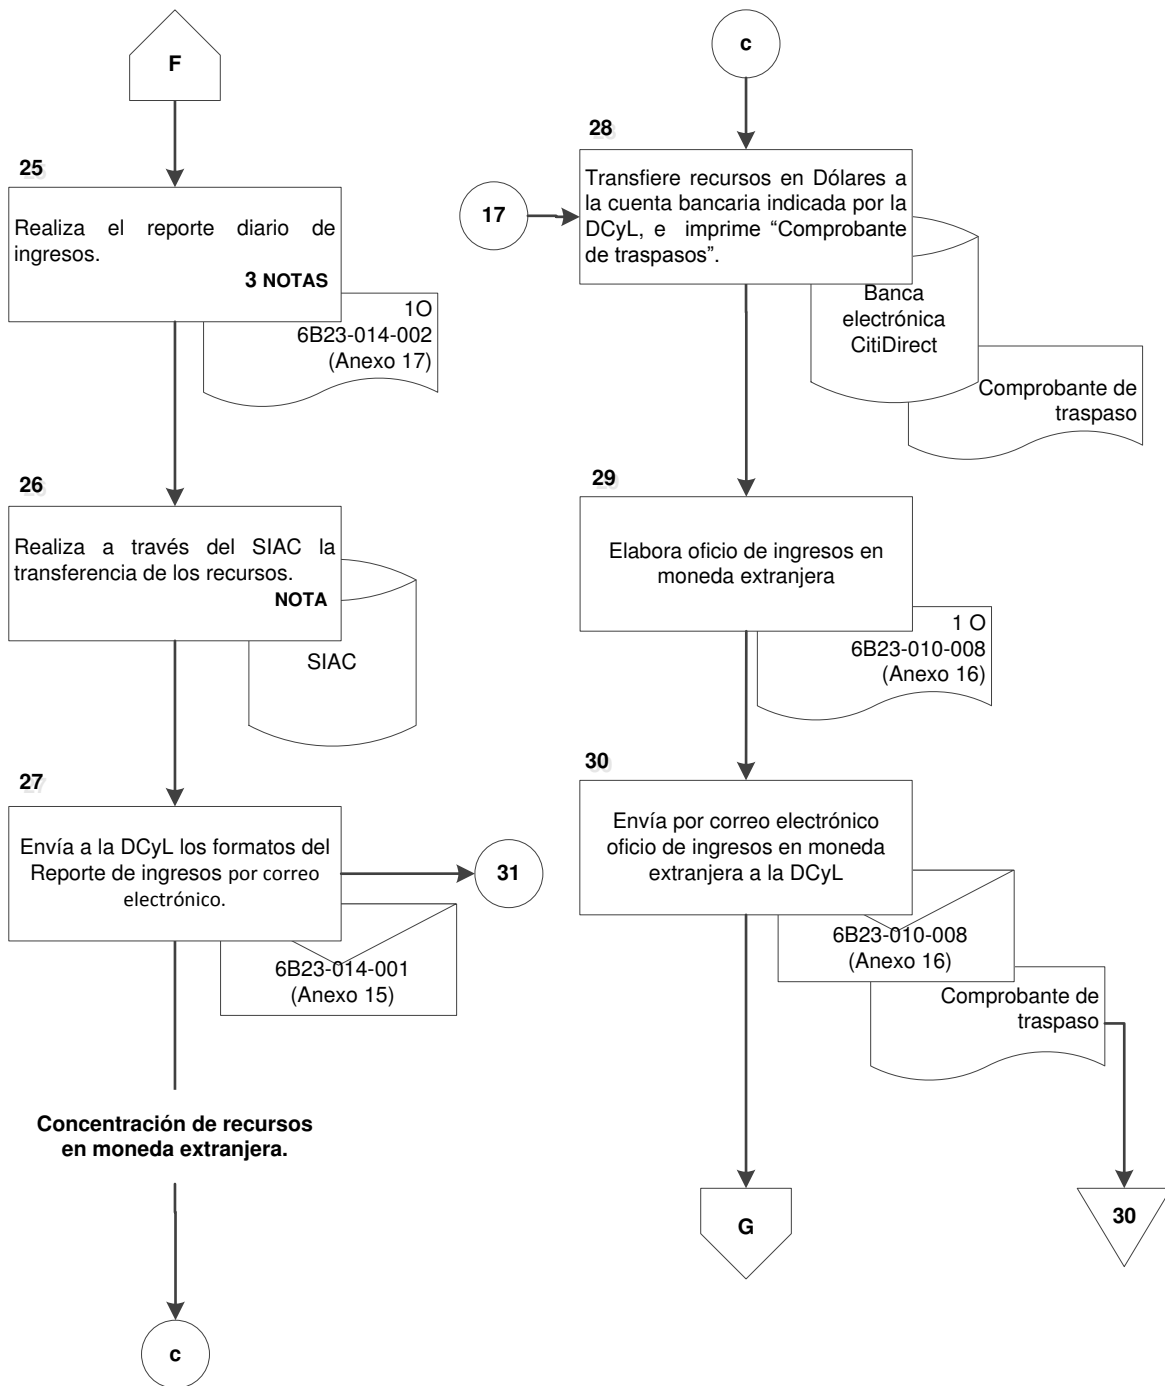 F
25
Realiza el reporte diario de
ingresos.
3 NOTAS
1O
6B23-014-002
(Anexo 17)
26
Realiza a través del SIAC la
transferencia de los recursos.
NOTA
SIAC
27
Envía a la DCyL los formatos del
Reporte de ingresos por correo
electrónico.
31
6B23-014-001
(Anexo 15)
Concentración de recursos
en moneda extranjera.
c
c
28
17
Transfiere recursos en Dólares a
la cuenta bancaria indicada por la
DCyL, e imprime “Comprobante
de traspasos”.
Banca
electrónica
CitiDirect
Comprobante de
traspaso
29
Elabora oficio de ingresos en
moneda extranjera
1 O
6B23-010-008
(Anexo 16)
30
Envía por correo electrónico
oficio de ingresos en moneda
extranjera a la DCyL
6B23-010-008
(Anexo 16)
Comprobante de
traspaso
G
30